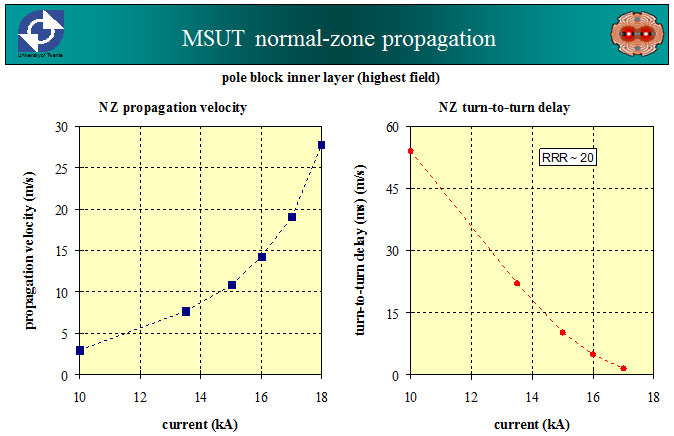 MSUT normal-zone propagation
University of Twente
pole block inner layer (highest field)
NZ propagation velocity
30
25
20
15
10
5
0
10
12
14
16
18
propagation velocity (m/s)
current (kA)
NZ turn-to-turn delay
60
45
30
15
0
10
12
14
16
18
turn-to-turn delay (ms) (m/s)
current (kA)
RRR ~ 20